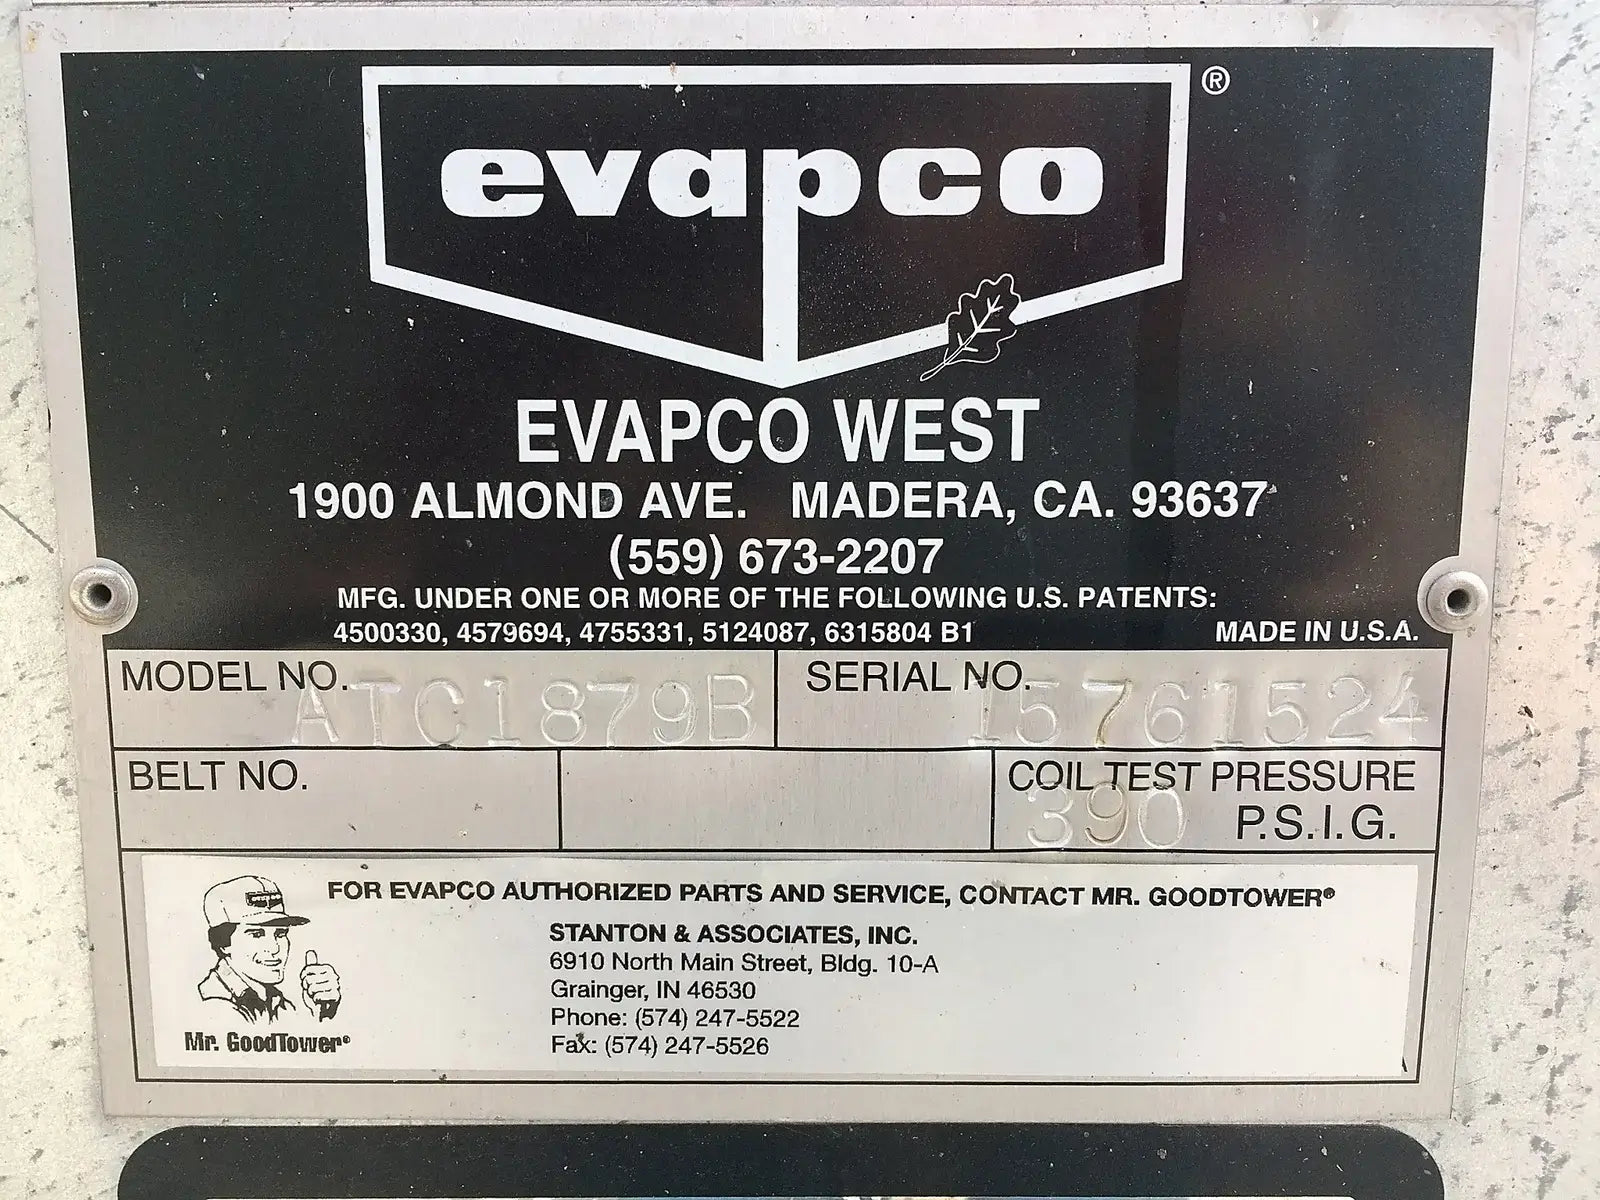 evapco ®
EVAPCO WEST
1900 ALMOND AVE. MADERA, CA. 93637
(559) 673-2207
MFG. UNDER ONE OR MORE OF THE FOLLOWING U.S. PATENTS:
4500330, 4579694, 4755331, 5124087, 6315804 B1 MADE IN U.S.A.
MODEL NO. ATC1879B SERIAL NO. 15761524
BELT NO. COIL TEST PRESSURE
390 P.S.I.G.
FOR EVAPCO AUTHORIZED PARTS AND SERVICE, CONTACT MR. GOODTOWER®
STANTON & ASSOCIATES, INC.
6910 North Main Street, Bldg. 10-A
Grainger, IN 46530
Phone: (574) 247-5522
Fax: (574) 247-5526
Mr. GoodTower®